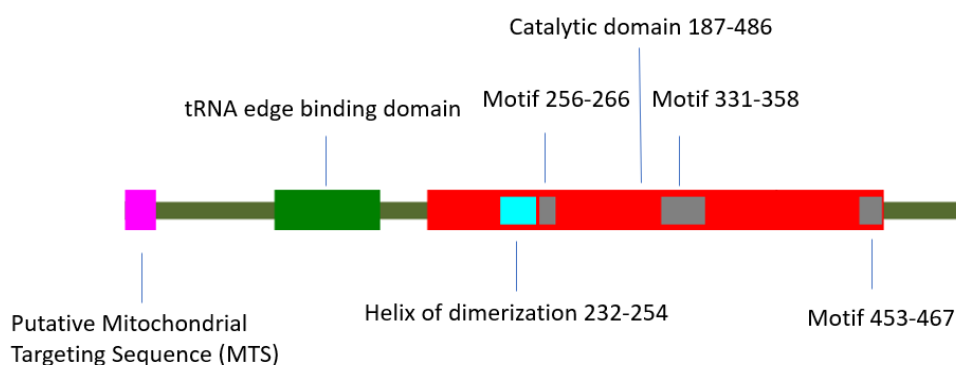 Catalytic domain 187-486
tRNA edge binding domain
Motif 256-266
Motif 331-358
Putative Mitochondrial
Targeting Sequence (MTS)
Helix of dimerization 232-254
Motif 453-467